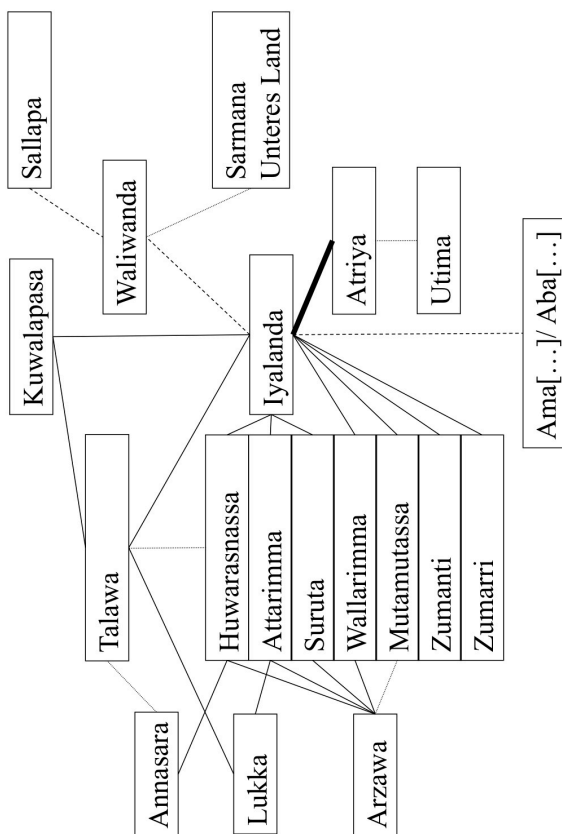 Kuwalapasa
Sallapa
Talawa
Waliwanda
Annasara
Huwarasnassa
Sarmana
Unteres Land
Lukka
Attarimma
Iyalanda
Suruta
Wallarimma
Arzawa
Mutamutassa
Atriya
Zumanti
Utima
Zumarri
Ama[…]/ Aba[…]